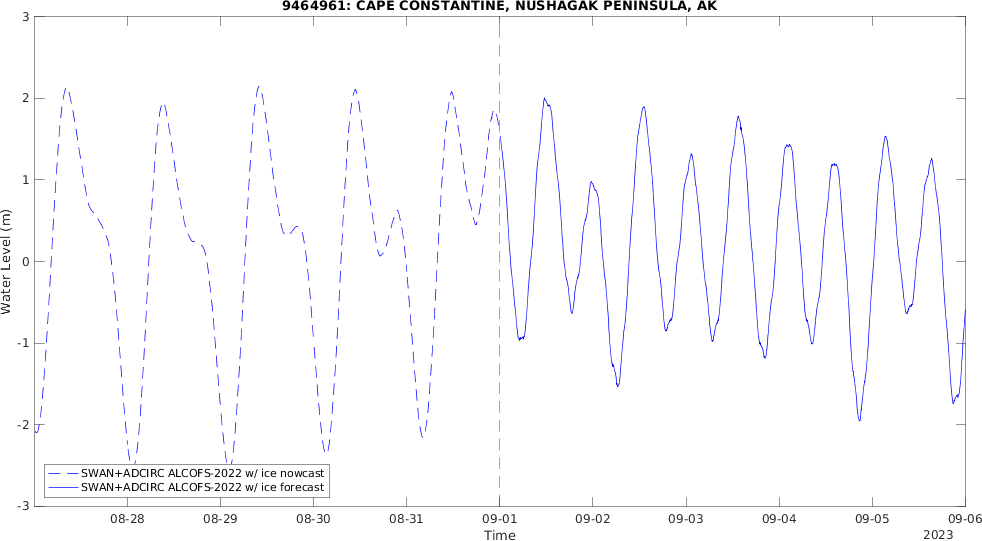 9464961: CAPE CONSTANTINE, NUSHAGAK PENINSULA, AK
3
2
1
0
-1
-2
-3
Water Level (m)
SWAN+ADCIRC ALCOFS-2022 w/ ice nowcast
SWAN+ADCIRC ALCOFS-2022 w/ ice forecast
08-28 08-29 08-30 08-31 09-01 09-02 09-03 09-04 09-05 09-06
Time
2023